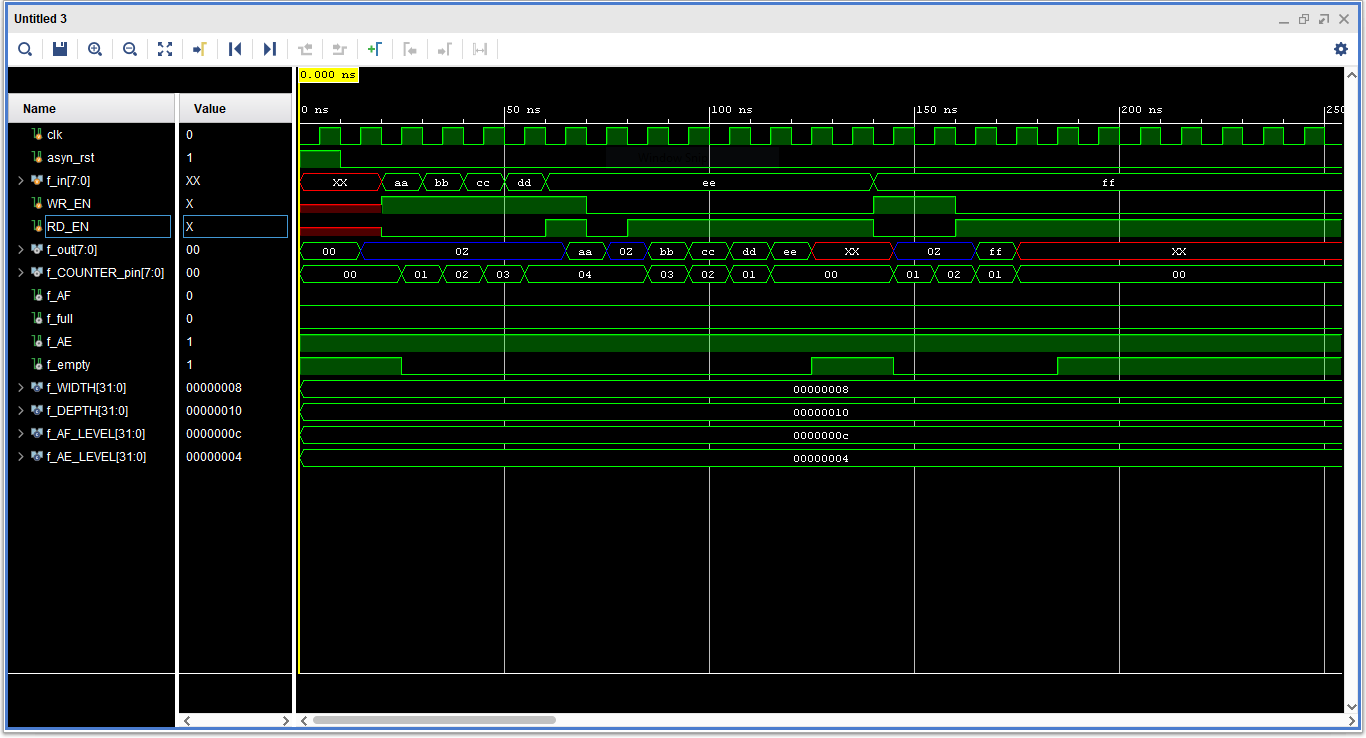 Untitled 3
0.000 ns
Name Value
0 ns 50 ns 100 ns 150 ns 200 ns 250
clk 0
asyn_rst 1
f_in[7:0] XX XX aa bb cc dd ee ff
WR_EN X
RD_EN X
f_out[7:0] 00 00 0Z aa 0Z bb cc dd ee XX 0Z ff XX
f_COUNTER_pin[7:0] 00 00 01 02 03 04 03 02 01 00 01 02 01 00
f_AF 0
f_full 0
f_AE 1
f_empty 1
f_WIDTH[31:0] 00000008 00000008
f_DEPTH[31:0] 00000010 00000010
f_AF_LEVEL[31:0] 0000000c 0000000c
f_AE_LEVEL[31:0] 00000004 00000004